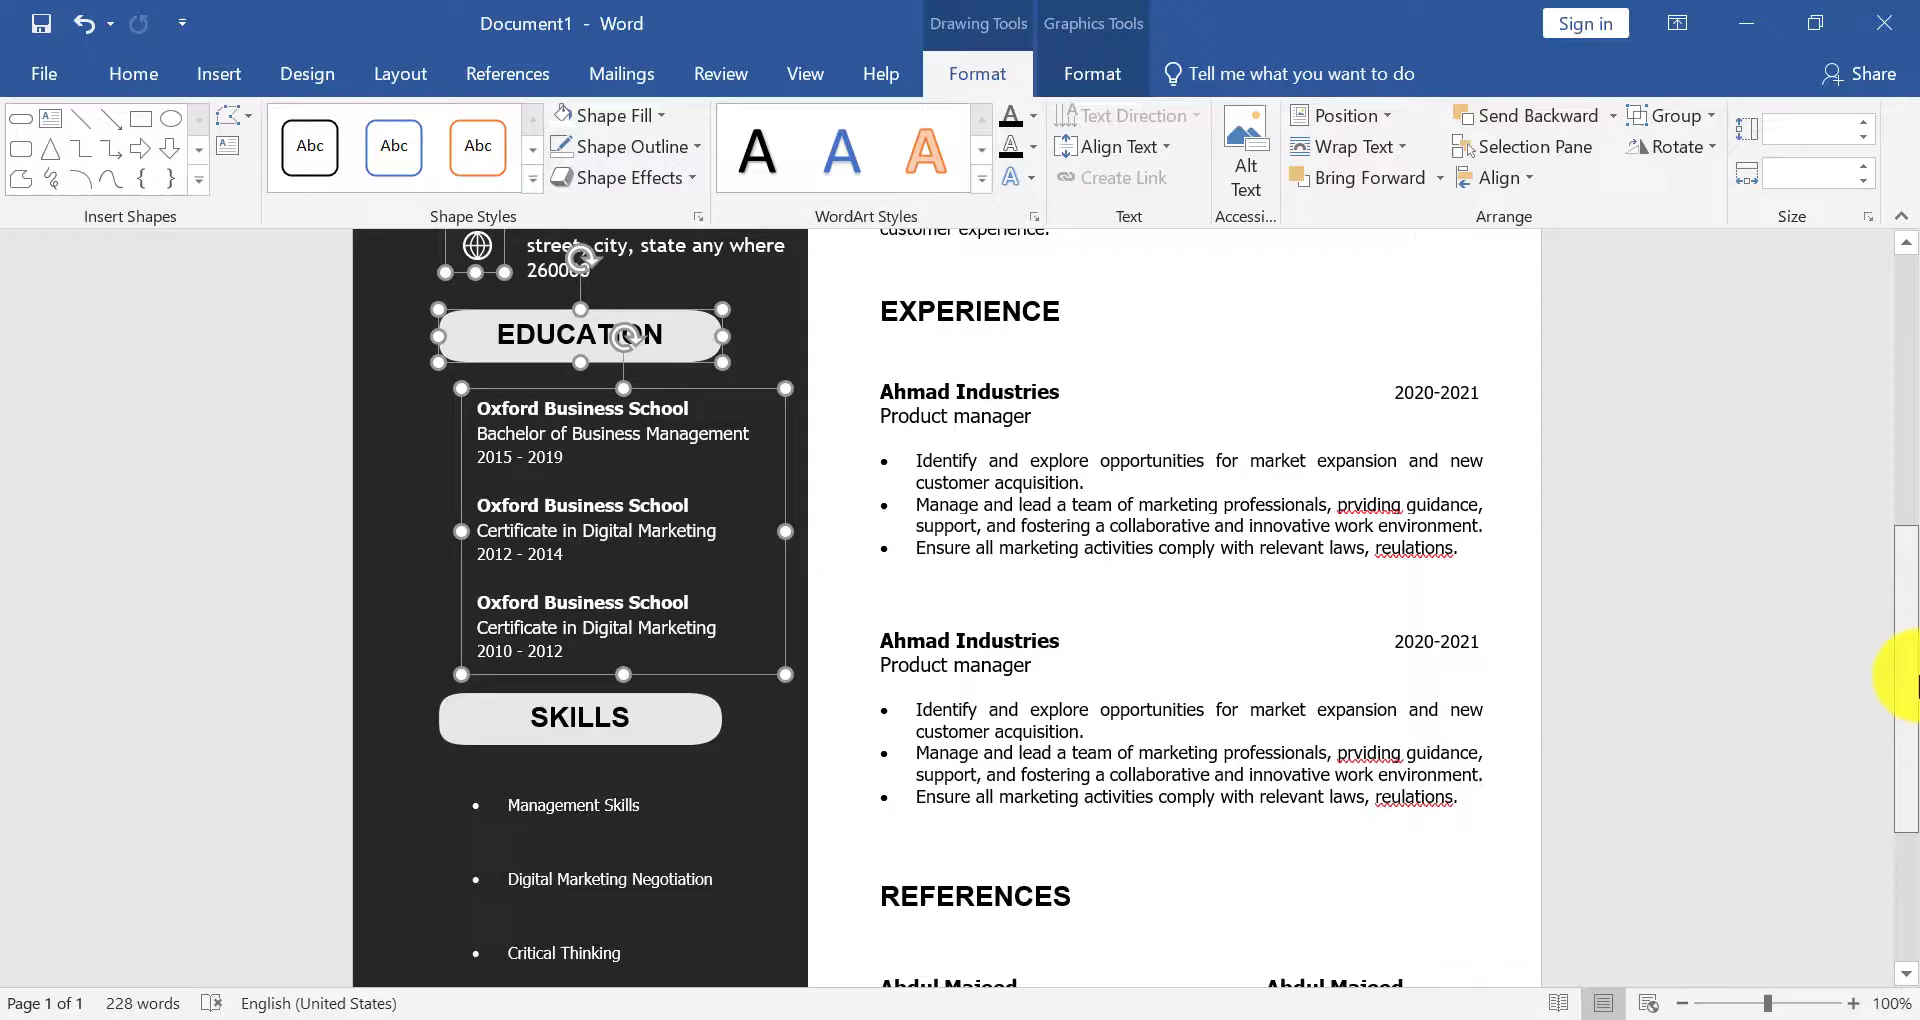 Document1 - Word
Drawing Tools
Graphics Tools
Sign in
File
Home
Insert
Design
Layout
References
Mailings
Review
View
Help
Format
Format
Tell me what you want to do
Share
Abc
Abc
Abc
Shape Fill
Shape Outline
Shape Effects
A
A
A
A
A
A
Text Direction
Align Text
Create Link
Alt
Text
Position
Wrap Text
Bring Forward
Send Backward
Selection Pane
Align
Group
Rotate
Insert Shapes
Shape Styles
WordArt Styles
Text
Accessi...
Arrange
Size
street, city, state any where
EDUCATION
Oxford Business School
Bachelor of Business Management
2015 - 2019
Oxford Business School
Certificate in Digital Marketing
2012 - 2014
Oxford Business School
Certificate in Digital Marketing
2010 - 2012
SKILLS
• Management Skills
• Digital Marketing Negotiation
• Critical Thinking
customer experience.
EXPERIENCE
Ahmad Industries 2020-2021
Product manager
• Identify and explore opportunities for market expansion and new
customer acquisition.
• Manage and lead a team of marketing professionals, prviding guidance,
support, and fostering a collaborative and innovative work environment.
• Ensure all marketing activities comply with relevant laws, reulations.
Ahmad Industries 2020-2021
Product manager
• Identify and explore opportunities for market expansion and new
customer acquisition.
• Manage and lead a team of marketing professionals, prviding guidance,
support, and fostering a collaborative and innovative work environment.
• Ensure all marketing activities comply with relevant laws, reulations.
REFERENCES
Abdul Majeed Abdul Majeed
Page 1 of 1
228 words
English (United States)
100%